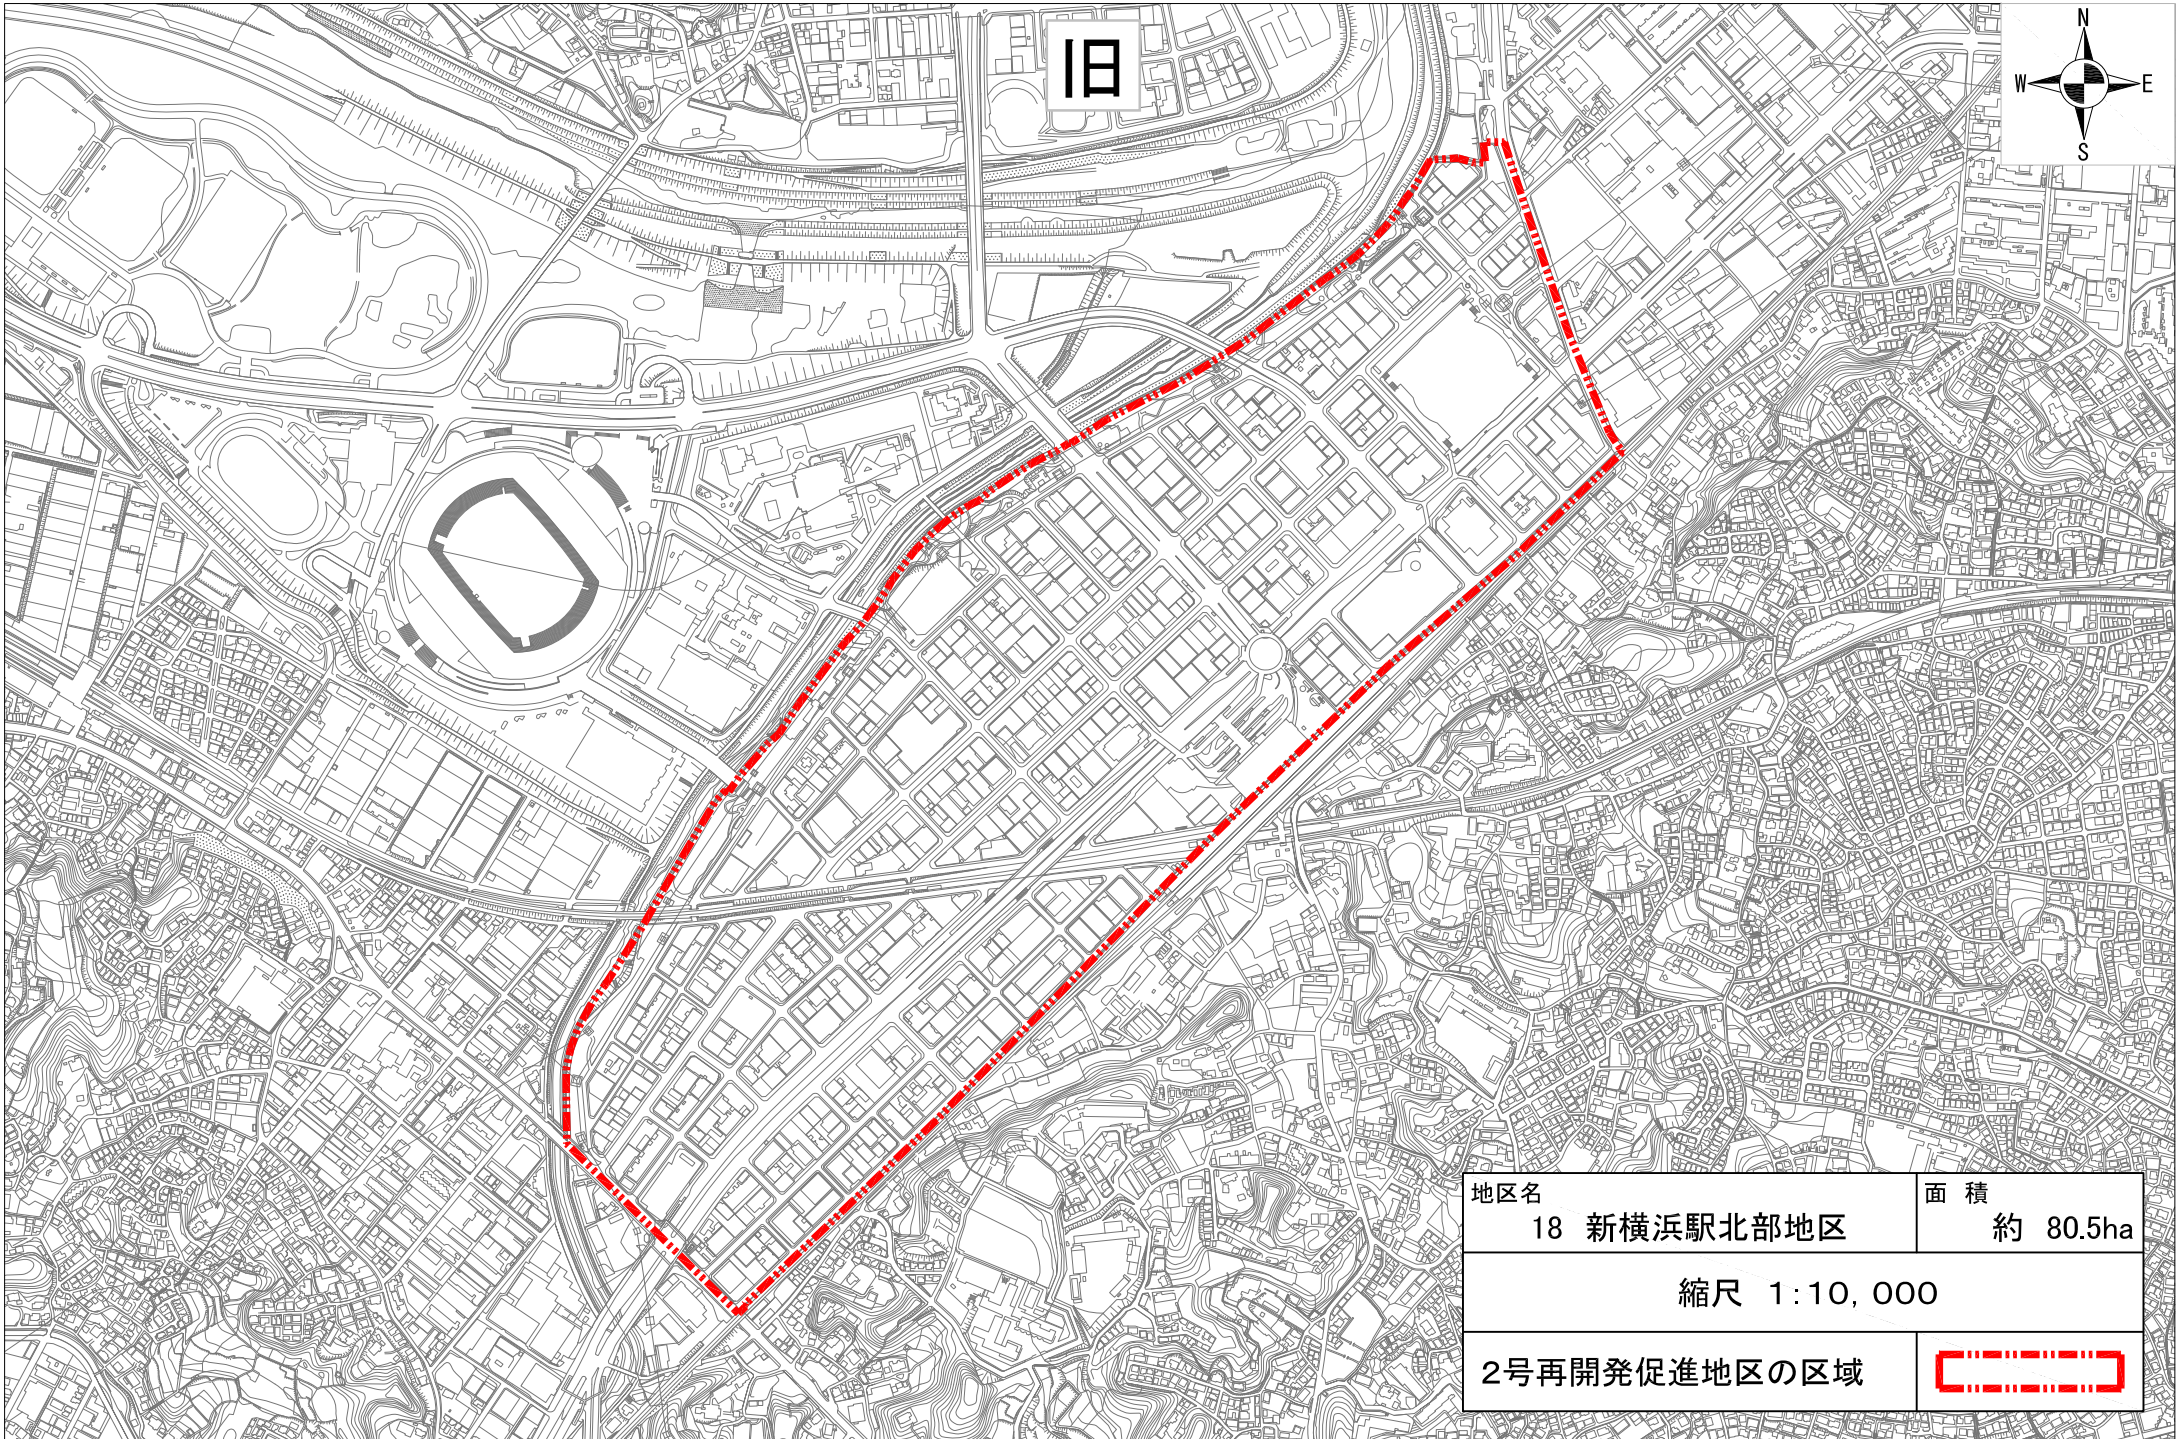 旧
N
W
E
S
地区名
18 新横浜駅北部地区
面 積
約 80.5ha
縮尺 1:10,000
2号再開発促進地区の区域